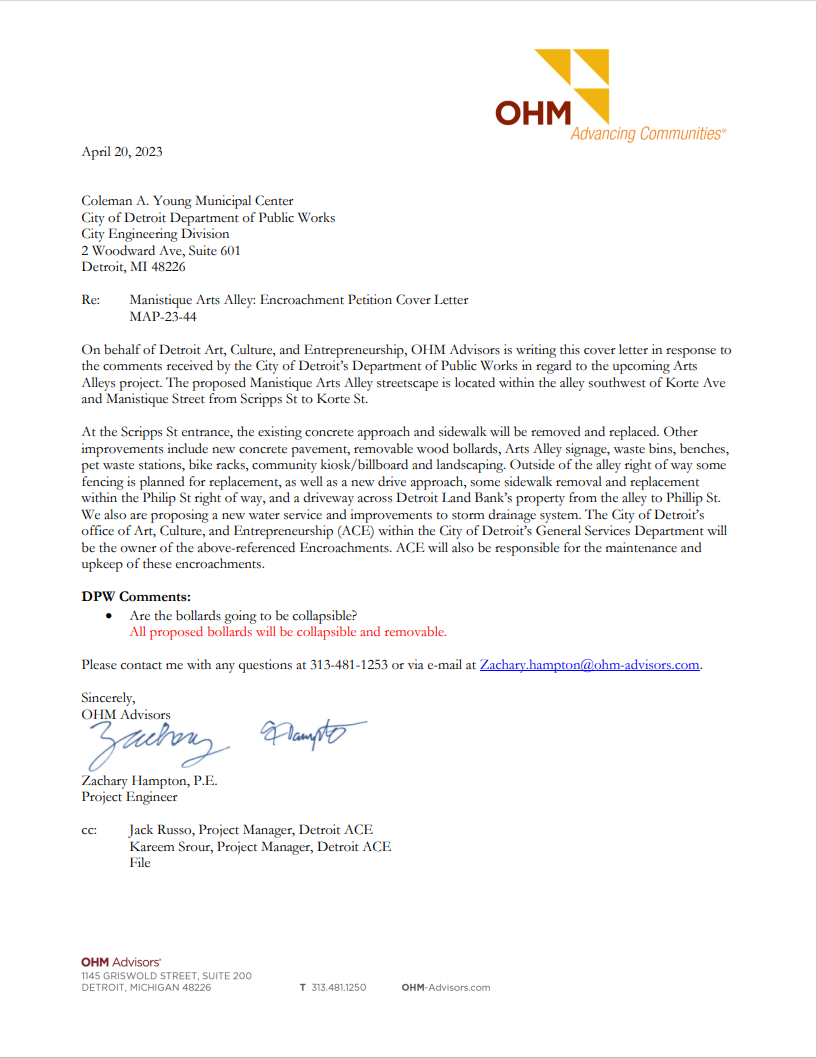 OHM
Advancing Communities®
April 20, 2023
Coleman A. Young Municipal Center
City of Detroit Department of Public Works
City Engineering Division
2 Woodward Ave, Suite 601
Detroit, MI 48226
Re: Manistique Arts Alley: Encroachment Petition Cover Letter
MAP-23-44
On behalf of Detroit Art, Culture, and Entrepreneurship, OHM Advisors is writing this cover letter in response to
the comments received by the City of Detroit's Department of Public Works in regard to the upcoming Arts
Alleys project. The proposed Manistique Arts Alley streetscape is located within the alley southwest of Korte Ave
and Manistique Street from Scripps St to Korte St.
At the Scripps St entrance, the existing concrete approach and sidewalk will be removed and replaced. Other
improvements include new concrete pavement, removable wood bollards, Arts Alley signage, waste bins, benches,
pet waste stations, bike racks, community kiosk/billboard and landscaping. Outside of the alley right of way some
fencing is planned for replacement, as well as a new drive approach, some sidewalk removal and replacement
within the Philip St right of way, and a driveway across Detroit Land Bank's property from the alley to Phillip St.
We also are proposing a new water service and improvements to storm drainage system. The City of Detroit's
office of Art, Culture, and Entrepreneurship (ACE) within the City of Detroit's General Services Department will
be the owner of the above-referenced Encroachments. ACE will also be responsible for the maintenance and
upkeep of these encroachments.
DPW Comments:
• Are the bollards going to be collapsible?
All proposed bollards will be collapsible and removable.
Please contact me with any questions at 313-481-1253 or via e-mail at Zachary.hampton@ohm-advisors.com.
Sincerely,
OHM Advisors
Zachary Hampton
Zachary Hampton, P.E.
Project Engineer
cc: Jack Russo, Project Manager, Detroit ACE
Kareem Srour, Project Manager, Detroit ACE
File
OHM Advisors®
1145 GRISWOLD STREET, SUITE 200
DETROIT, MICHIGAN 48226 T 313.481.1250 OHM-Advisors.com